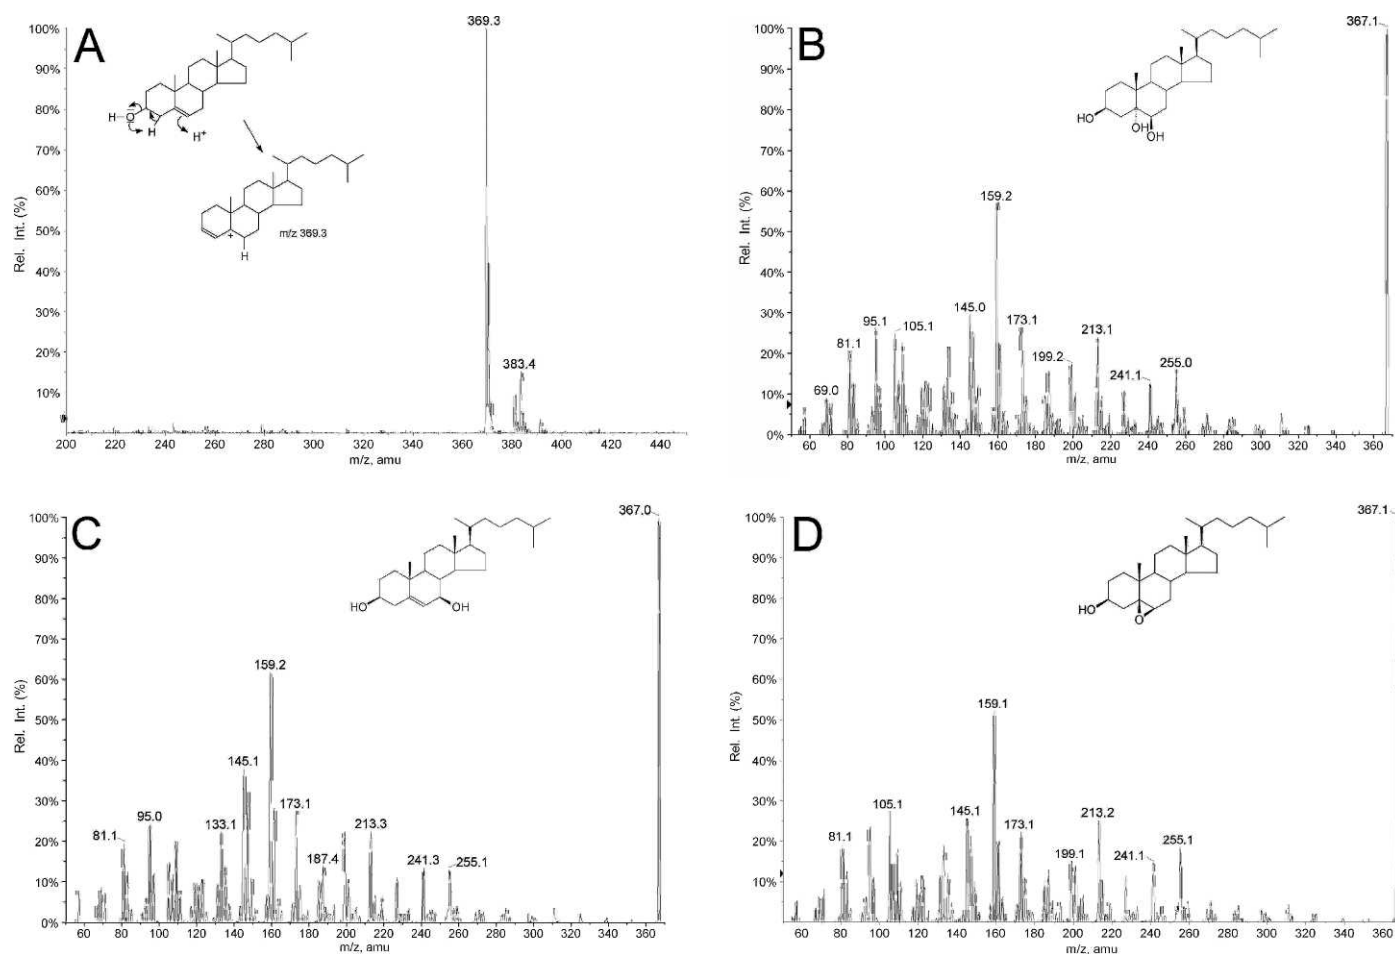 A
369.3
100%
90%
80%
70%
60%
50%
40%
30%
20%
10%
Rel. Int. (%)
H
O
H
H+
+
m/z 369.3
H
383.4
200 220 240 260 280 300 320 340 360 380 400 420 440
m/z, amu
B
367.1
100%
90%
80%
70%
60%
50%
40%
30%
20%
10%
0%
Rel. Int. (%)
HO
OH
OH
159.2
145.0
95.1
105.1
173.1
81.1
213.1
199.2
255.0
241.1
69.0
60 80 100 120 140 160 180 200 220 240 260 280 300 320 340 360
m/z, amu
C
367.0
100%
90%
80%
70%
60%
50%
40%
30%
20%
10%
0%
Rel. Int. (%)
HO
OH
159.2
145.1
173.1
95.0
133.1
213.3
81.1
187.4
241.3
255.1
60 80 100 120 140 160 180 200 220 240 260 280 300 320 340 360
m/z, amu
D
367.1
100%
90%
80%
70%
60%
50%
40%
30%
20%
10%
Rel. Int. (%)
HO
O
159.1
105.1
145.1
213.2
173.1
81.1
199.1
255.1
241.1
60 80 100 120 140 160 180 200 220 240 260 280 300 320 340 360
m/z, amu